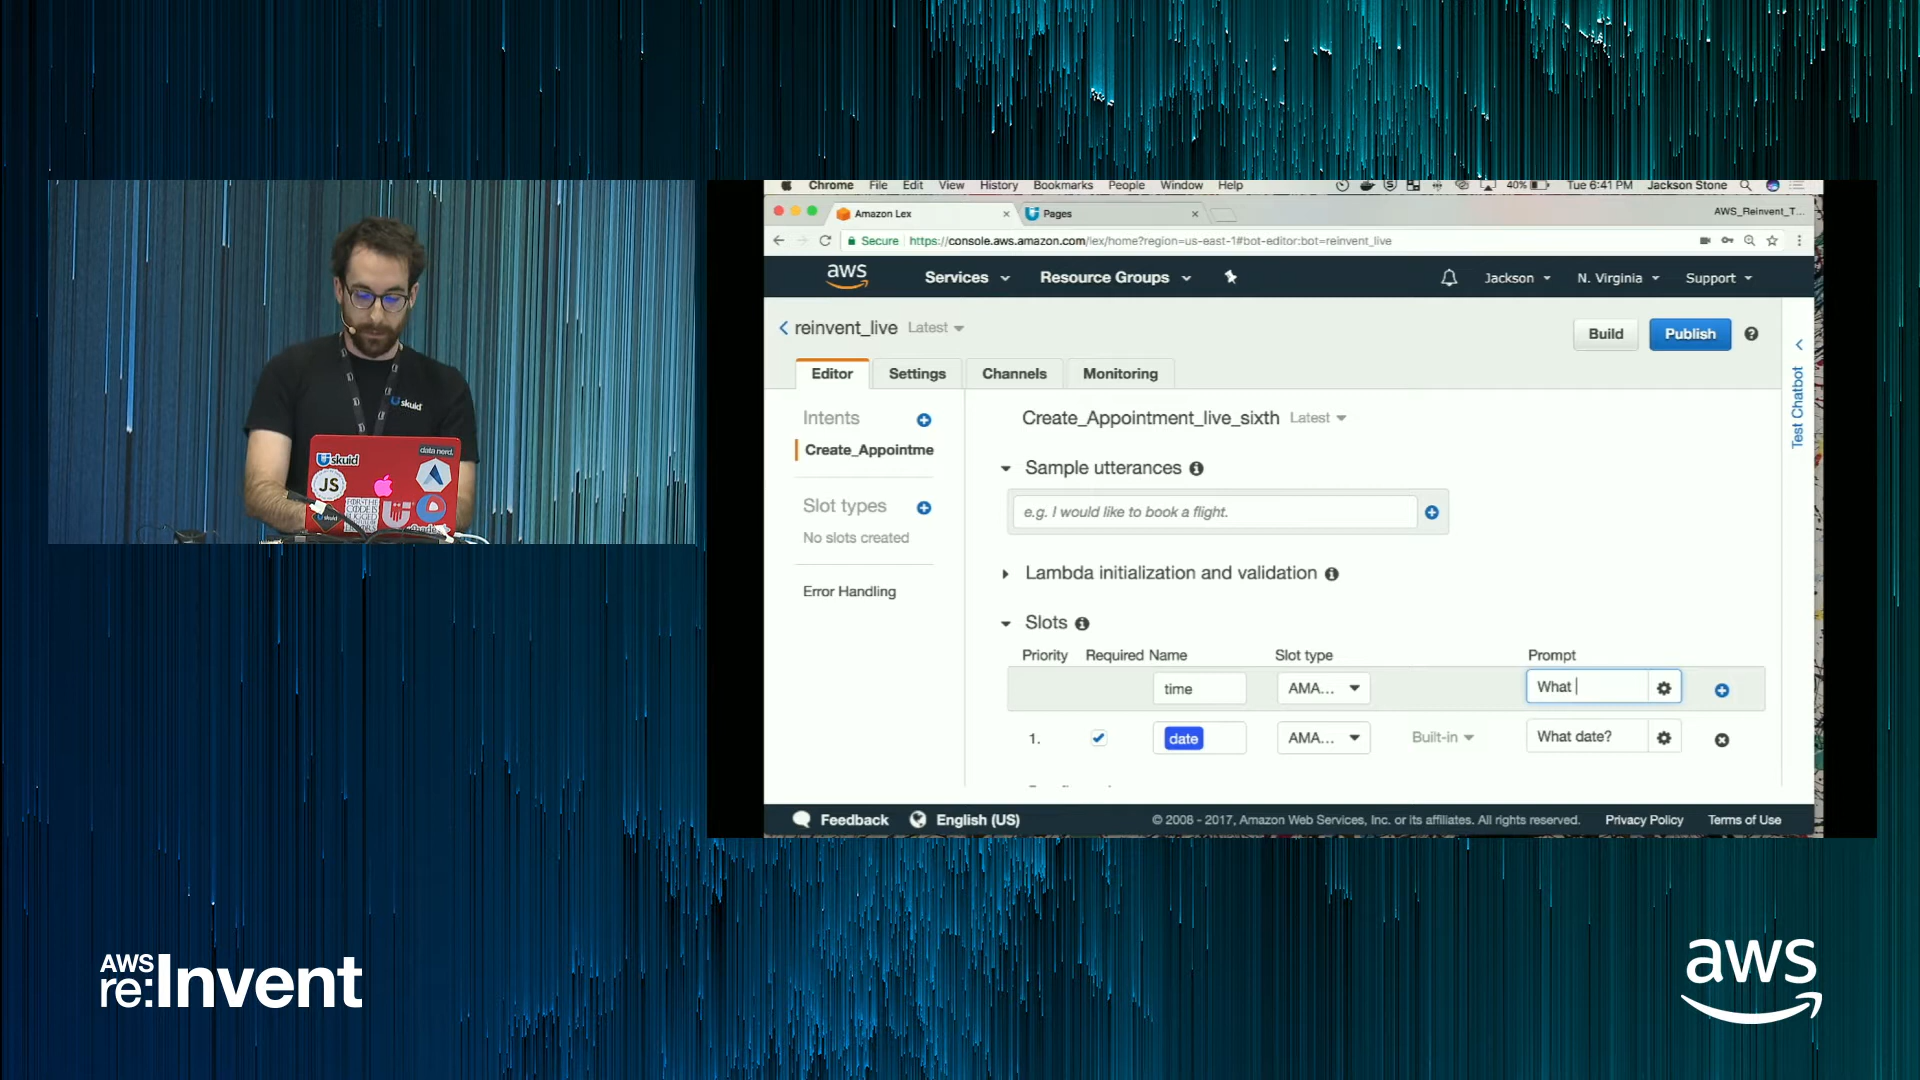 Chrome File Edit View History Bookmarks People Window Help 40% Tue 6:41 PM Jackson Stone
Amazon Lex
Pages
AWS_Reinvent_T...
Secure https://console.aws.amazon.com/lex/home?region=us-east-1#bot-editor:bot=reinvent_live
aws Services Resource Groups Jackson N. Virginia Support
reinvent_live Latest
Build Publish
Editor Settings Channels Monitoring
Test Chatbot
Intents
Create_Appointme
Slot types
No slots created
Error Handling
Create_Appointment_live_sixth Latest
Sample utterances
e.g. I would like to book a flight.
Lambda initialization and validation
Slots
Priority Required Name Slot type Prompt
time AMA... What
1. date AMA... Built-in What date?
Feedback English (US) © 2008 - 2017, Amazon Web Services, Inc. or its affiliates. All rights reserved. Privacy Policy Terms of Use
skuid
skuid
data nerd.
JS
FOR THE
CODE IS
skuid
AWS
re:Invent
aws